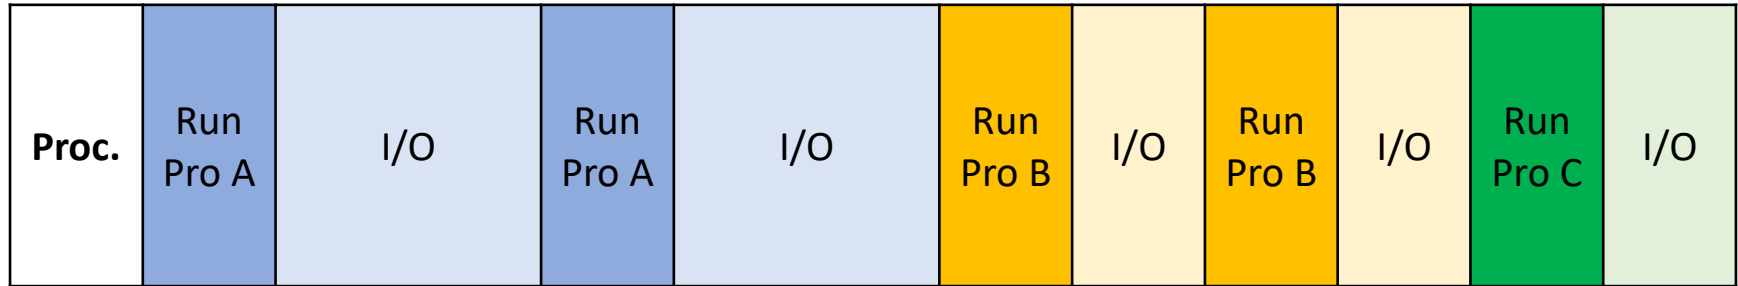 Proc.
Run
Pro A
I/O
Run
Pro A
I/O
Run
Pro B
I/O
Run
Pro B
I/O
Run
Pro C
I/O